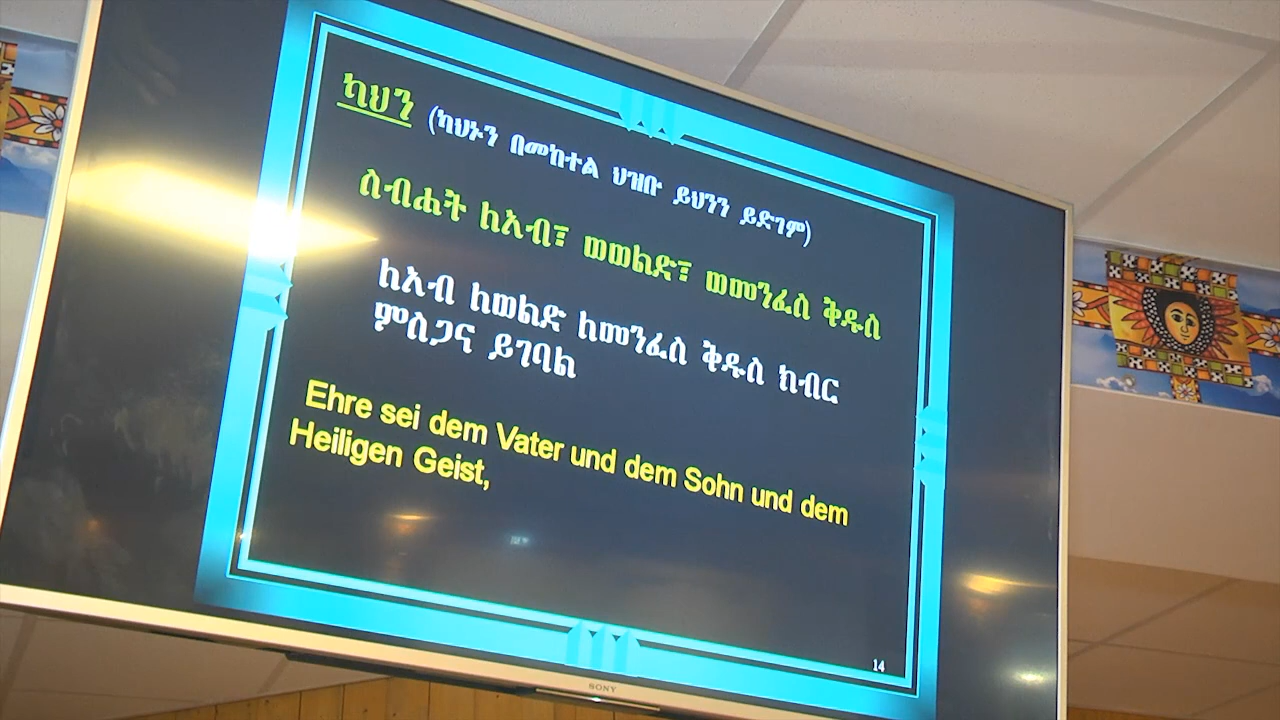 ካህን (ካህኑን በመከተል ህዝቡ ይህንን ይድገም)
ስብሐት ለአብ፣ ወወልድ፣ ወመንፈስ ቅዱስ
ለአብ ለወልድ ለመንፈስ ቅዱስ ክብር
ምስጋና ይገባል
Ehre sei dem Vater und dem Sohn und dem
Heiligen Geist,
14
SONY